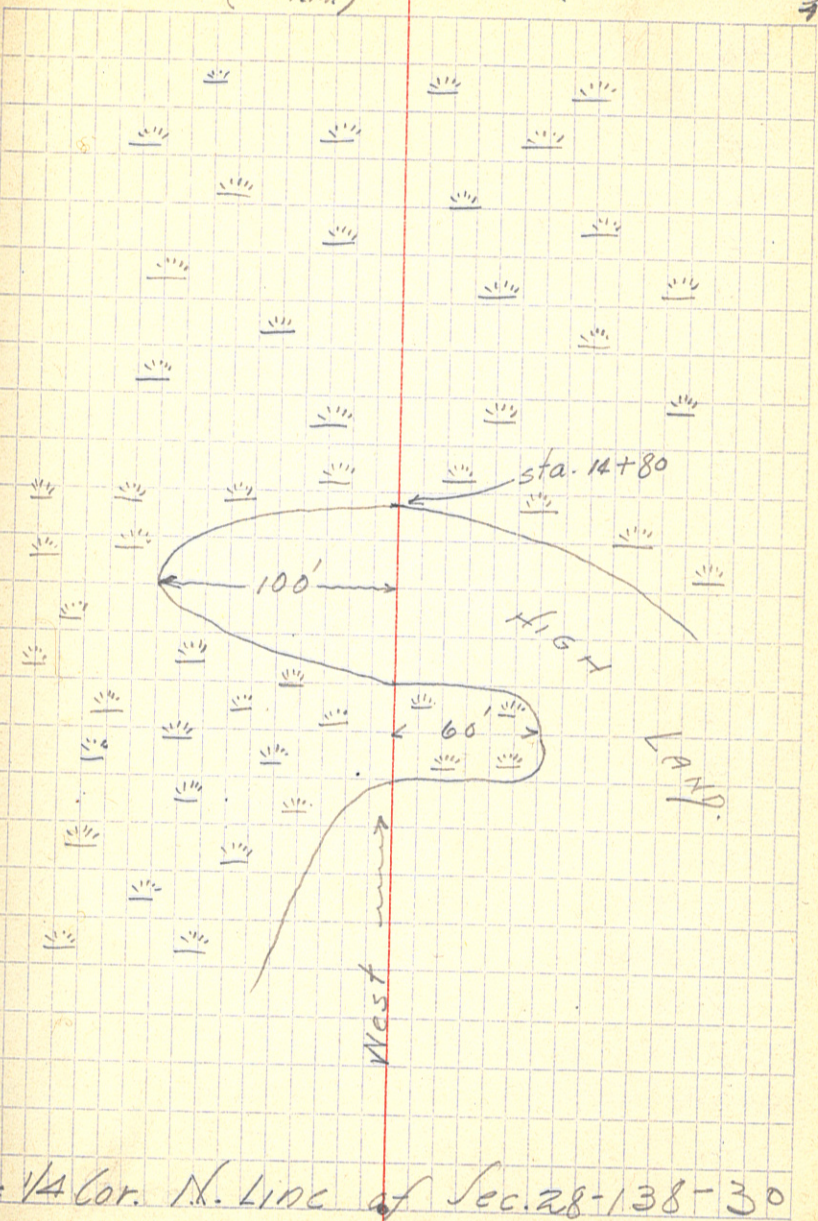 sta. 14+80
100'
HIGH
60'
LAND.
West
1/4 Cor. N. Line of Sec. 28-138-30